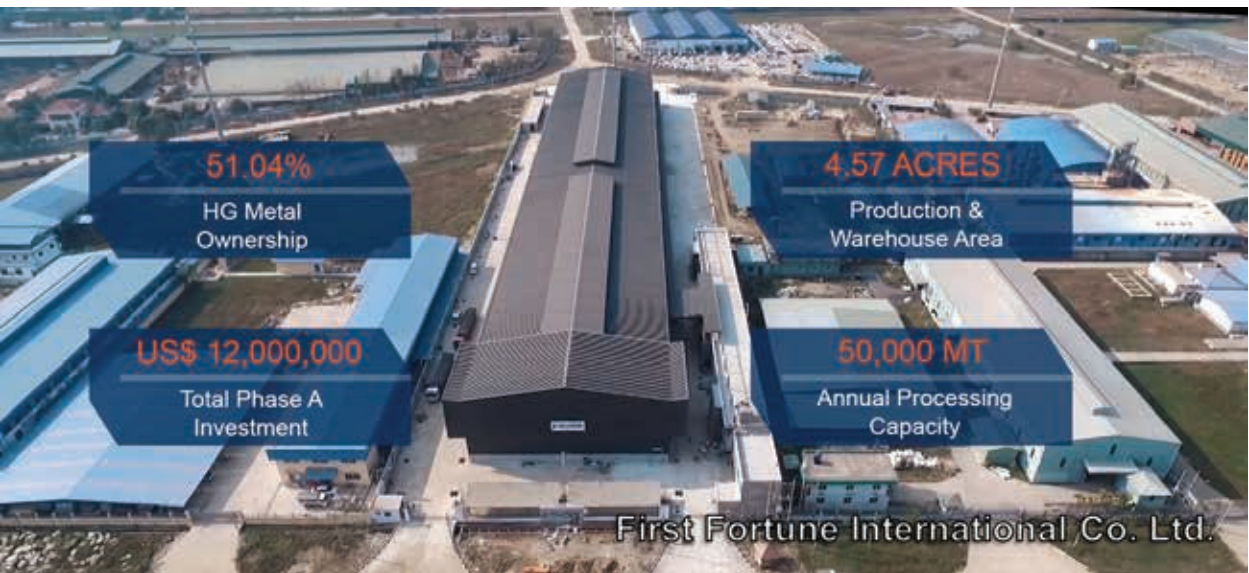 51.04%
HG Metal
Ownership
4.57 ACRES
Production &
Warehouse Area
US$ 12,000,000
Total Phase A
Investment
50,000 MT
Annual Processing
Capacity
First Fortune International Co. Ltd.